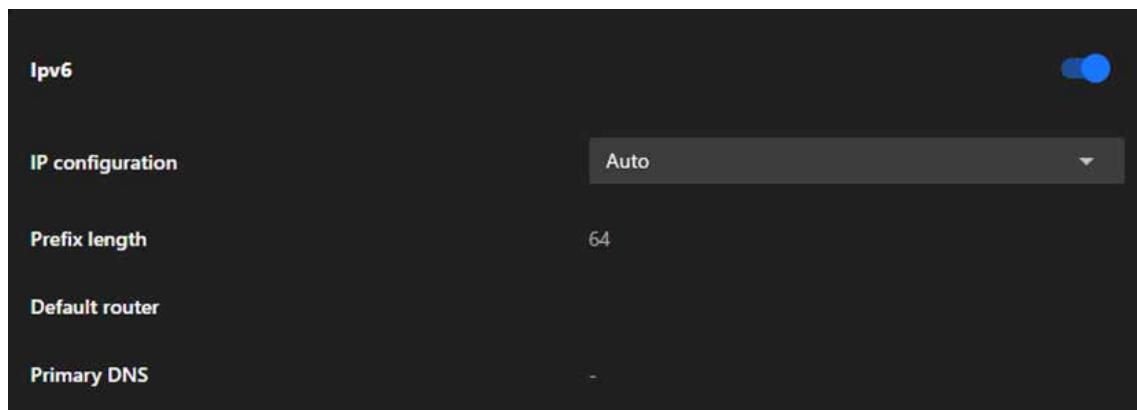 Ipv6
IP configuration Auto
Prefix length 64
Default router
Primary DNS -